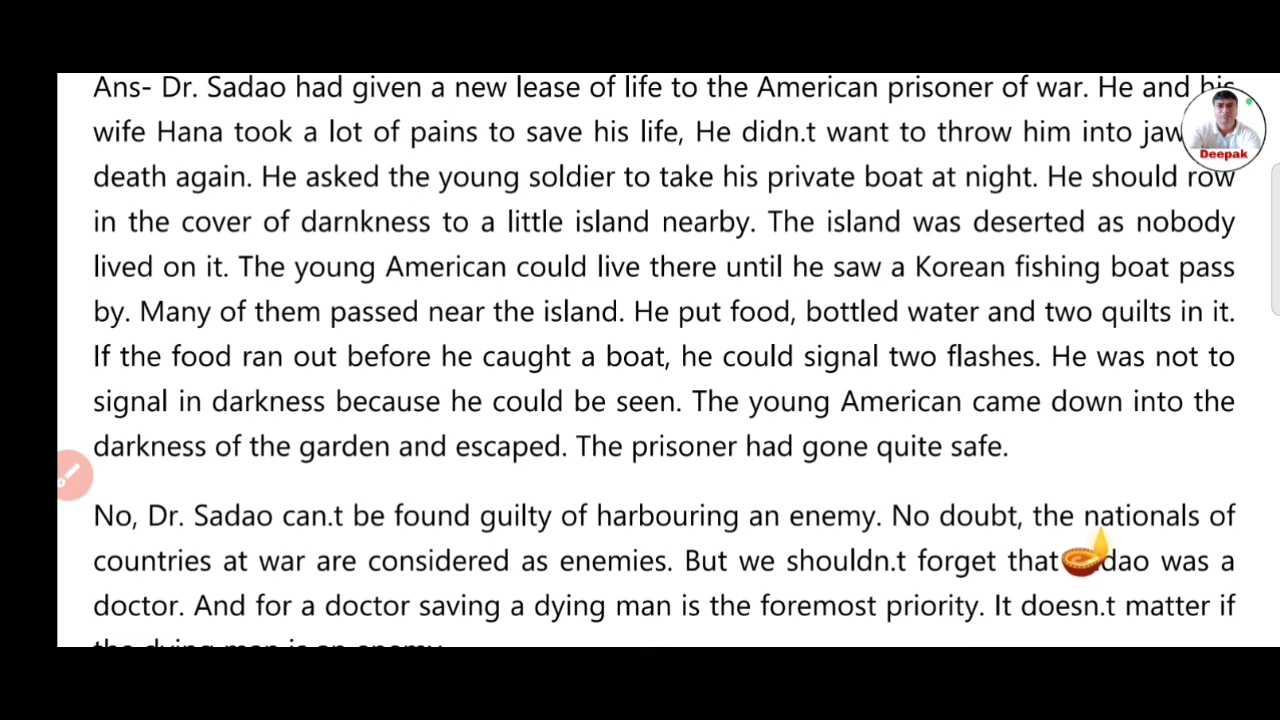 Ans- Dr. Sadao had given a new lease of life to the American prisoner of war. He and his
wife Hana took a lot of pains to save his life, He didn.t want to throw him into
death again. He asked the young soldier to take his private boat at night. He should row
in the cover of darnkness to a little island nearby. The island was deserted as nobody
lived on it. The young American could live there until he saw a Korean fishing boat pass
by. Many of them passed near the island. He put food, bottled water and two quilts in it.
If the food ran out before he caught a boat, he could signal two flashes. He was not to
signal in darkness because he could be seen. The young American came down into the
darkness of the garden and escaped. The prisoner had gone quite safe.
No, Dr. Sadao can.t be found guilty of harbouring an enemy. No doubt, the nationals of
countries at war are considered as enemies. But we shouldn.t forget that was a
doctor. And for a doctor saving a dying man is the foremost priority. It doesn.t matter if
the dying man is an enemy
Deepak